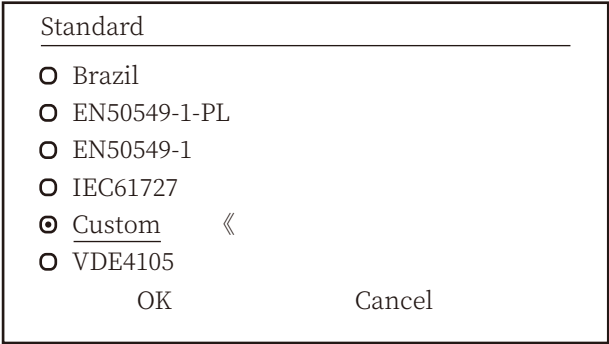 Standard
Brazil
EN50549-1-PL
EN50549-1
IEC61727
Custom 《
VDE4105
OK Cancel